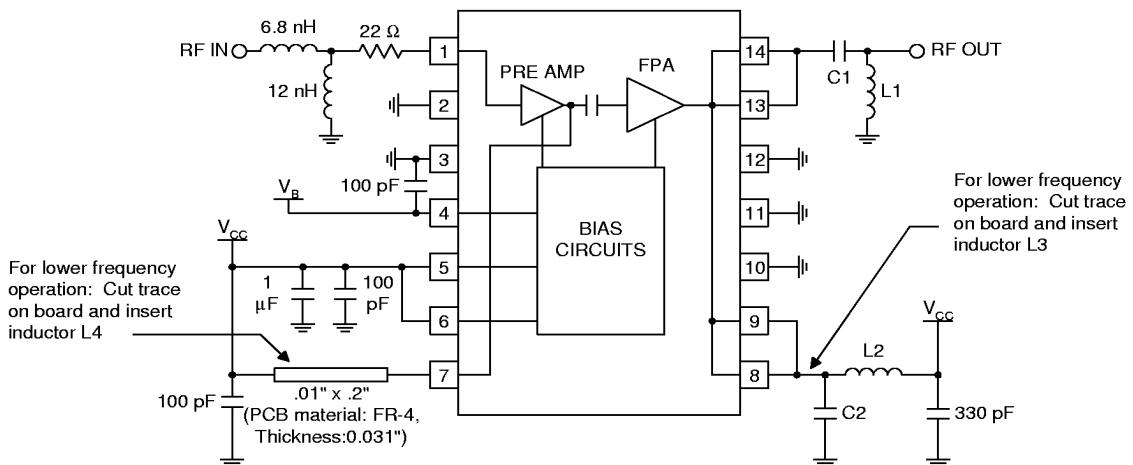 6.8 nH
22 Ω
RF IN
12 nH
1
2
3
4
5
6
7
14
13
12
11
10
9
8
PRE AMP
FPA
BIAS
CIRCUITS
C1
RF OUT
L1
100 pF
V_B
V_CC
1
µF
100
pF
For lower frequency
operation: Cut trace
on board and insert
inductor L4
100 pF
.01" x .2"
(PCB material: FR-4,
Thickness:0.031")
For lower frequency
operation: Cut trace
on board and insert
inductor L3
V_CC
L2
C2
330 pF